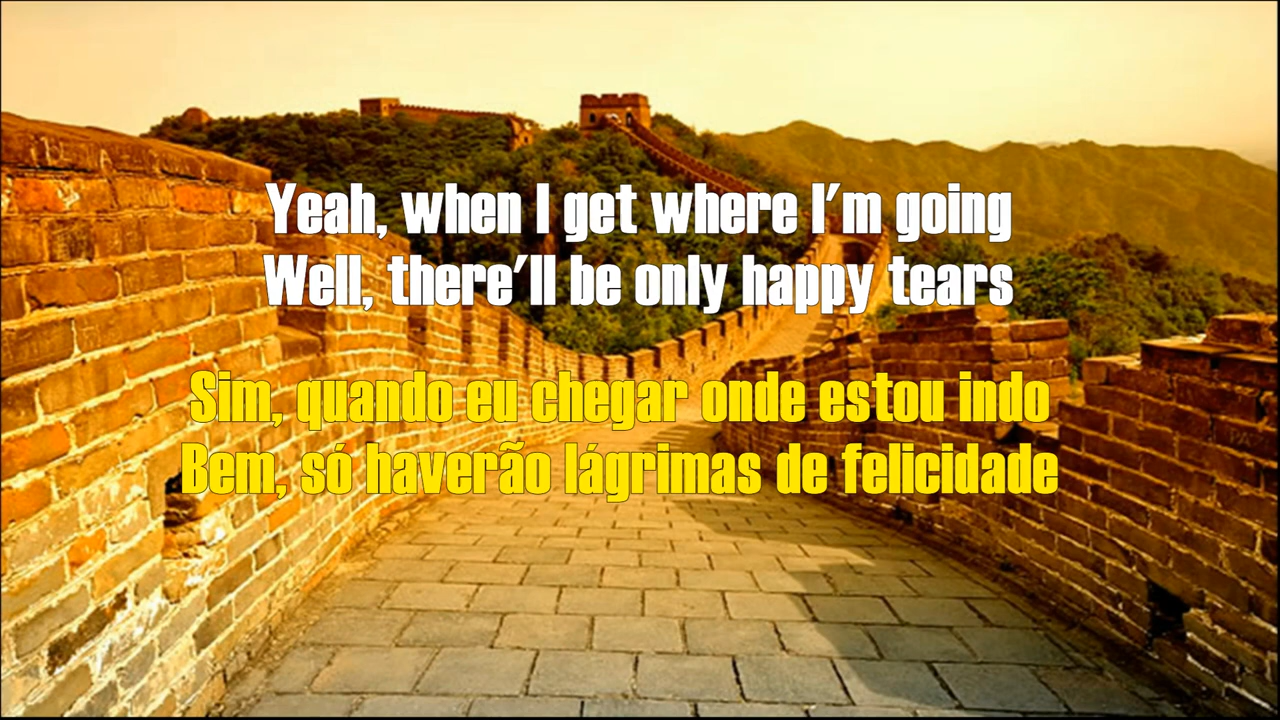 Yeah, when I get where I'm going
Well, there'll be only happy tears
Sim, quando eu chegar onde estou indo
Bem, só haverão lágrimas de felicidade